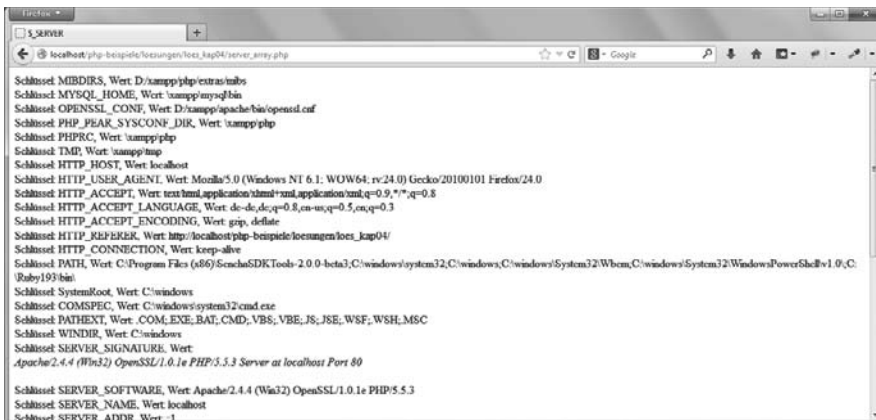 Firefox
$_SERVER
+
localhost/php-beispiele/loesungen/loes_kap04/server_array.php
Google
Schlüssel: MIBDIRS, Wert: D:/xampp/php/extras/mibs
Schlüssel: MYSQL_HOME, Wert: \xampp\mysql\bin
Schlüssel: OPENSSL_CONF, Wert: D:/xampp/apache/bin/openssl.cnf
Schlüssel: PHP_PEAR_SYSCONF_DIR, Wert: \xampp\php
Schlüssel: PHPRC, Wert: \xampp\php
Schlüssel: TMP, Wert: \xampp\tmp
Schlüssel: HTTP_HOST, Wert: localhost
Schlüssel: HTTP_USER_AGENT, Wert: Mozilla/5.0 (Windows NT 6.1; WOW64; rv:24.0) Gecko/20100101 Firefox/24.0
Schlüssel: HTTP_ACCEPT, Wert: text/html,application/xhtml+xml,application/xml;q=0.9,*/*;q=0.8
Schlüssel: HTTP_ACCEPT_LANGUAGE, Wert: de-de,de;q=0.8,en-us;q=0.5,en;q=0.3
Schlüssel: HTTP_ACCEPT_ENCODING, Wert: gzip, deflate
Schlüssel: HTTP_REFERER, Wert: http://localhost/php-beispiele/loesungen/loes_kap04/
Schlüssel: HTTP_CONNECTION, Wert: keep-alive
Schlüssel: PATH, Wert: C:\Program Files (x86)\SenchaSDKTools-2.0.0-beta3;C:\windows\system32;C:\windows;C:\windows\System32\Wbem;C:\windows\System32\WindowsPowerShell\v1.0\;C:
\Ruby193\bin\
Schlüssel: SystemRoot, Wert: C:\windows
Schlüssel: COMSPEC, Wert: C:\windows\system32\cmd.exe
Schlüssel: PATHEXT, Wert: .COM;.EXE;.BAT;.CMD;.VBS;.VBE;.JS;.JSE;.WSF;.WSH;.MSC
Schlüssel: WINDIR, Wert: C:\windows
Schlüssel: SERVER_SIGNATURE, Wert:
Apache/2.4.4 (Win32) OpenSSL/1.0.1e PHP/5.5.3 Server at localhost Port 80
Schlüssel: SERVER_SOFTWARE, Wert: Apache/2.4.4 (Win32) OpenSSL/1.0.1e PHP/5.5.3
Schlüssel: SERVER_NAME, Wert: localhost
Schlüssel: SERVER_ADDR, Wert: ::1